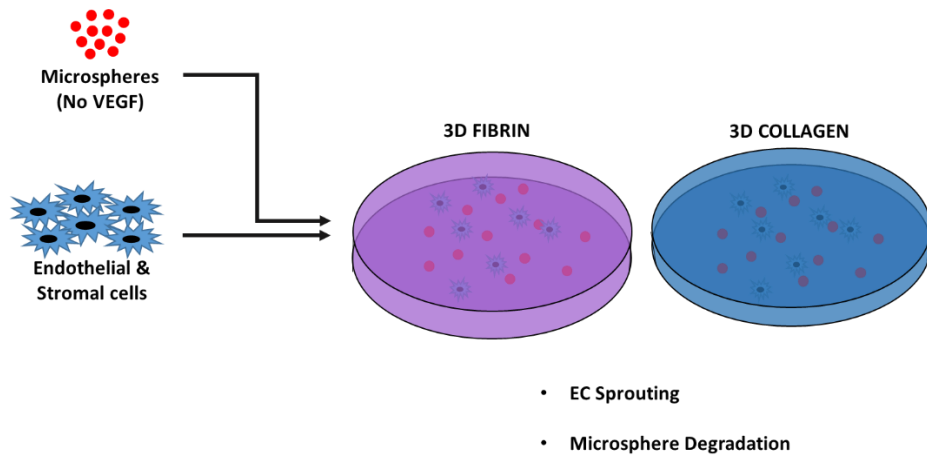 Microspheres
(No VEGF)
3D FIBRIN
3D COLLAGEN
Endothelial &
Stromal cells
• EC Sprouting
• Microsphere Degradation